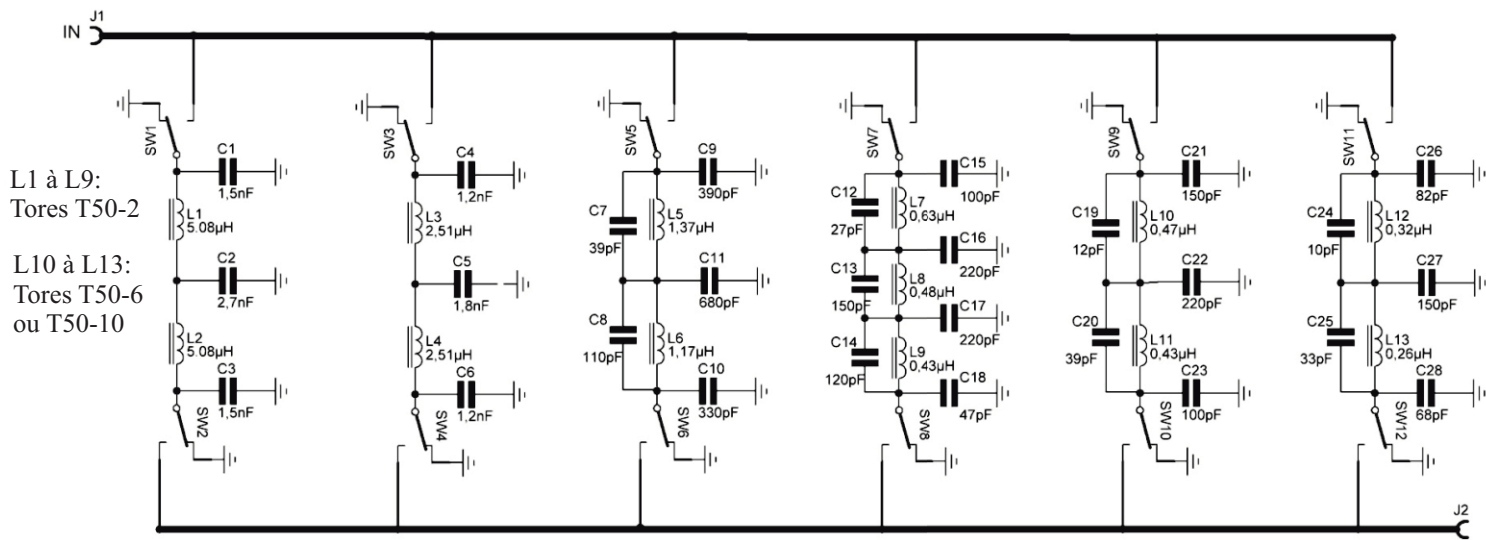 J1
IN
SW1
C1
1,5nF
L1
5.08µH
C2
2,7nF
L2
5.08µH
C3
1,5nF
SW2
L1 à L9:
Tores T50-2
L10 à L13:
Tores T50-6
ou T50-10
SW3
C4
1,2nF
L3
2,51µH
C5
1,8nF
L4
2,51µH
C6
1,2nF
SW4
SW5
C9
390pF
C7
39pF
L5
1,37µH
C11
680pF
C8
110pF
L6
1,17µH
C10
330pF
SW6
SW7
C15
100pF
C12
27pF
L7
0,63µH
C16
220pF
C13
150pF
L8
0,48µH
C17
220pF
C14
120pF
L9
0,43µH
C18
47pF
SW8
SW9
C21
150pF
C19
12pF
L10
0,47µH
C22
220pF
C20
39pF
L11
0,43µH
C23
100pF
SW10
SW11
C26
82pF
C24
10pF
L12
0,32µH
C27
150pF
C25
33pF
L13
0,26µH
C28
68pF
SW12
J2